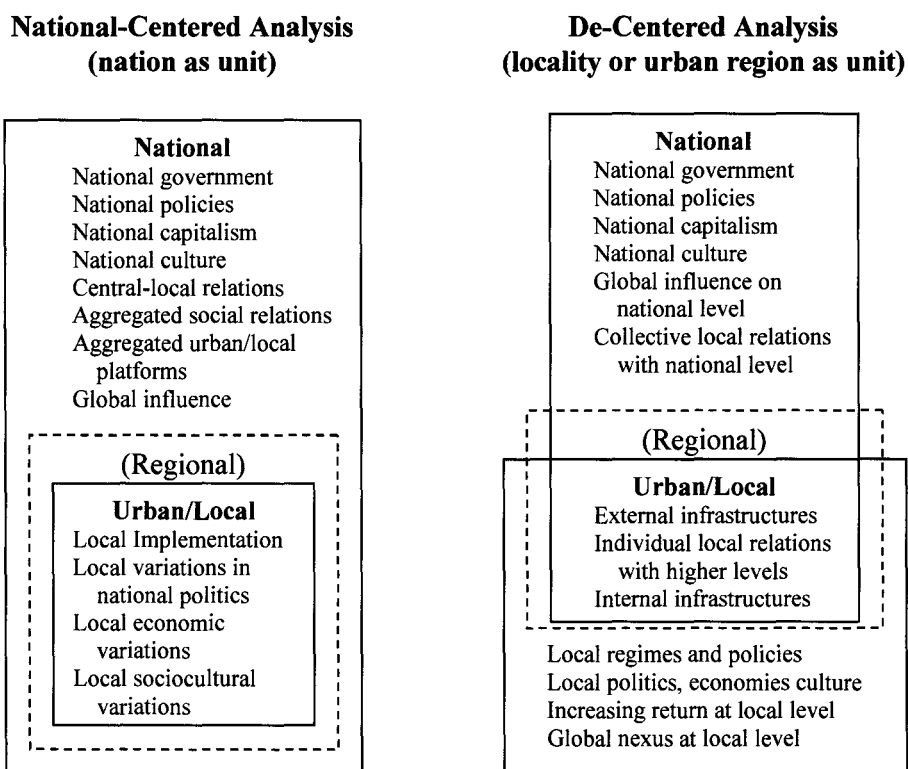 National-Centered Analysis
(nation as unit)
National
National government
National policies
National capitalism
National culture
Central-local relations
Aggregated social relations
Aggregated urban/local
platforms
Global influence
(Regional)
Urban/Local
Local Implementation
Local variations in
national politics
Local economic
variations
Local sociocultural
variations
De-Centered Analysis
(locality or urban region as unit)
National
National government
National policies
National capitalism
National culture
Global influence on
national level
Collective local relations
with national level
(Regional)
Urban/Local
External infrastructures
Individual local relations
with higher levels
Internal infrastructures
Local regimes and policies
Local politics, economies culture
Increasing return at local level
Global nexus at local level